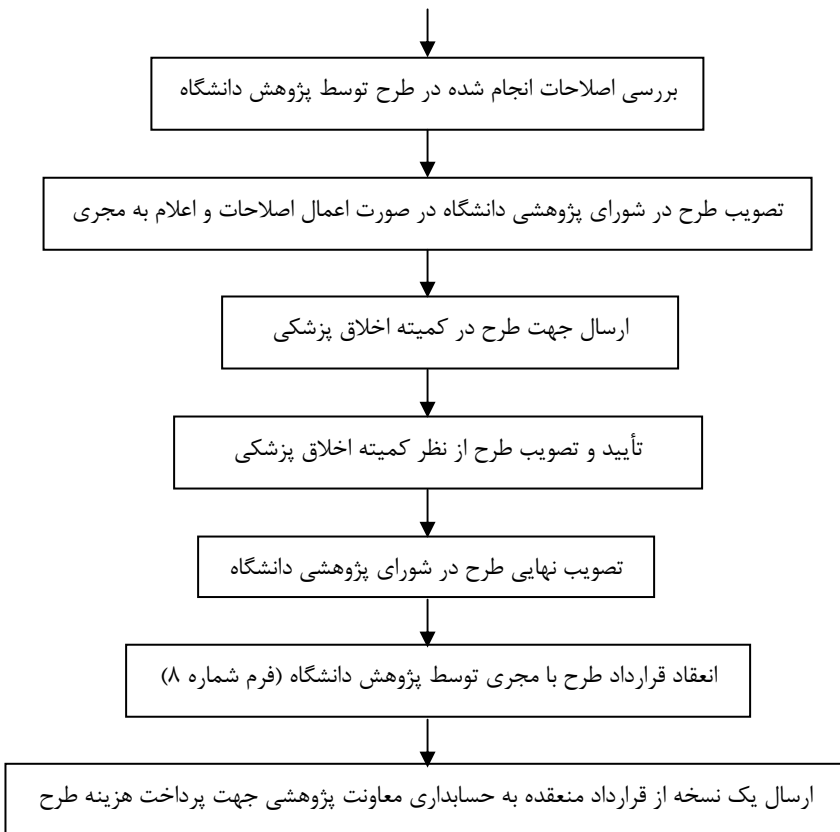 بررسی اصلاحات انجام شده در طرح توسط پژوهش دانشگاه
تصویب طرح در شورای پژوهشی دانشگاه در صورت اعمال اصلاحات و اعلام به مجری
ارسال جهت طرح در کمیته اخلاق پزشکی
تأیید و تصویب طرح از نظر کمیته اخلاق پزشکی
تصویب نهایی طرح در شورای پژوهشی دانشگاه
انعقاد قرارداد طرح با مجری توسط پژوهش دانشگاه (فرم شماره ۸)
ارسال یک نسخه از قرارداد منعقده به حسابداری معاونت پژوهشی جهت پرداخت هزینه طرح